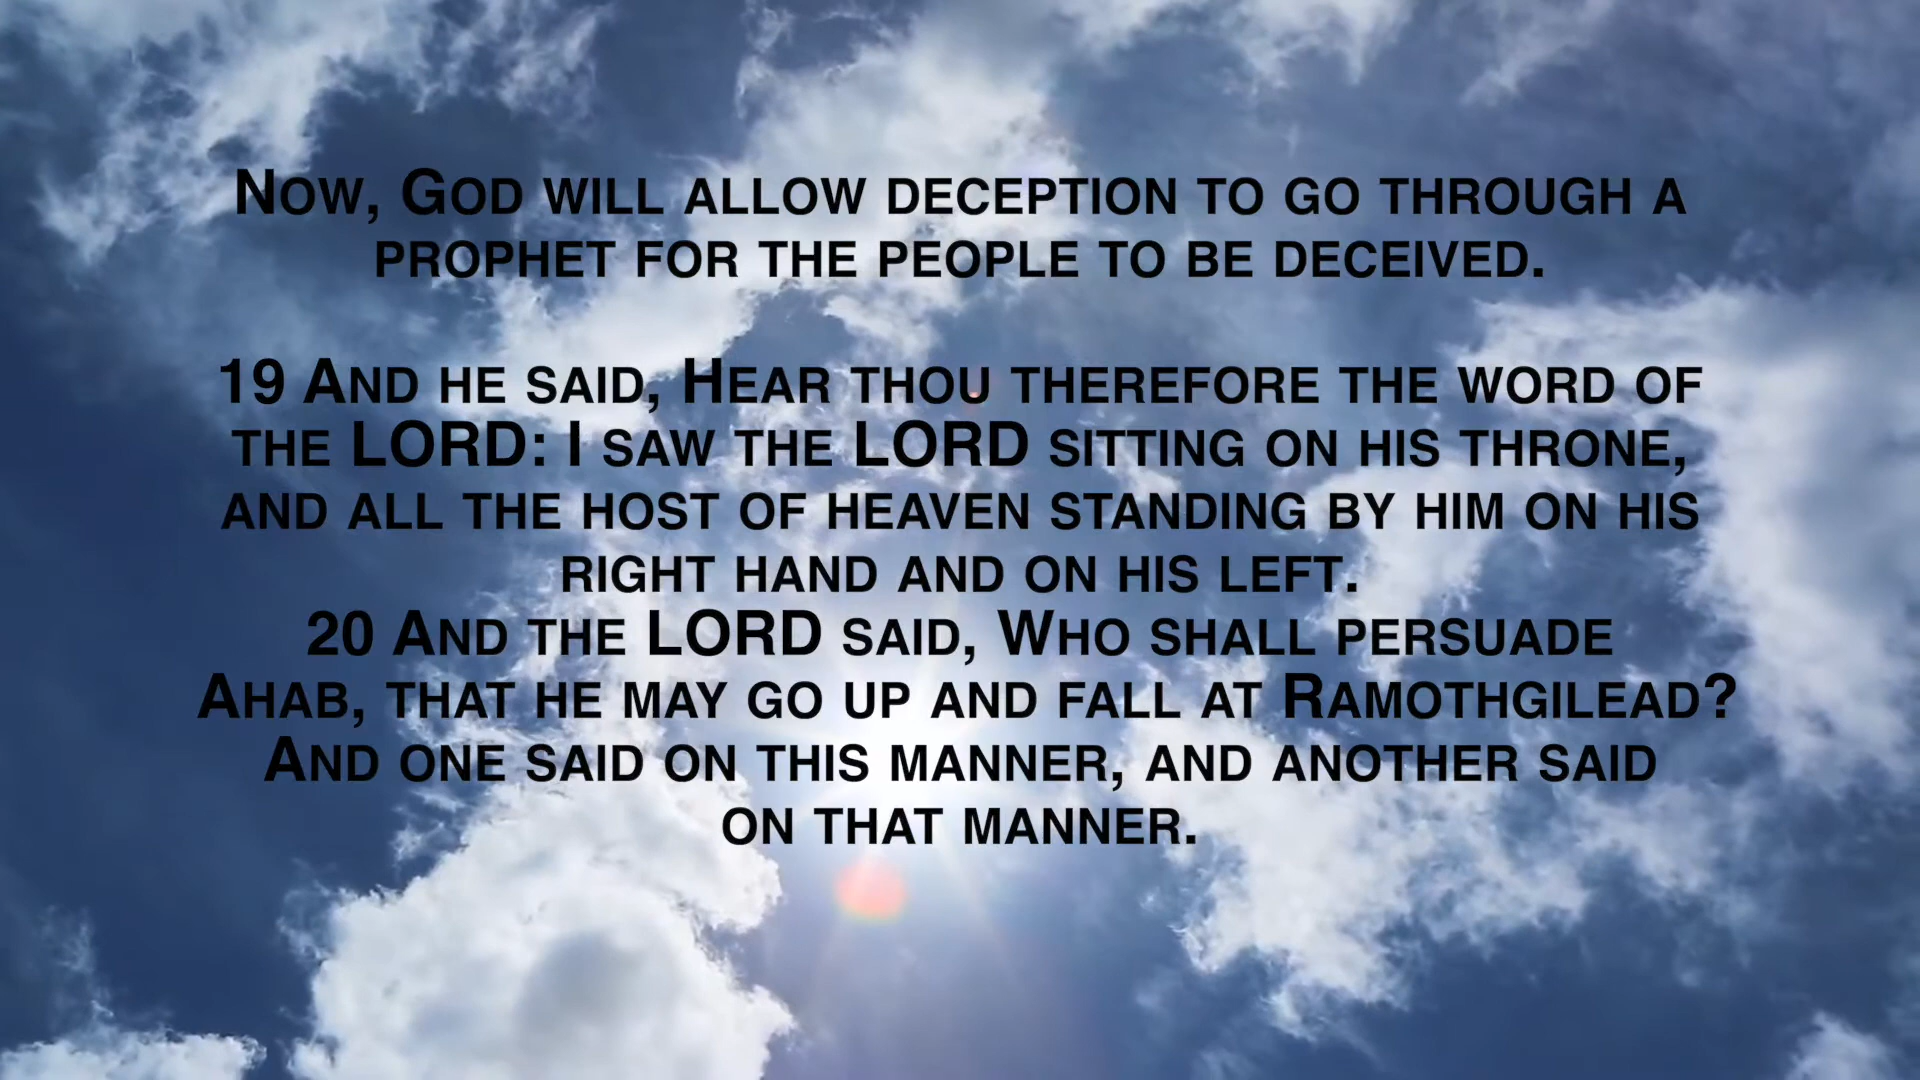 Now, God will allow deception to go through a
prophet for the people to be deceived.
19 And he said, Hear thou therefore the word of
the LORD: I saw the LORD sitting on his throne,
and all the host of heaven standing by him on his
right hand and on his left.
20 And the LORD said, Who shall persuade
Ahab, that he may go up and fall at Ramothgilead?
And one said on this manner, and another said
on that manner.